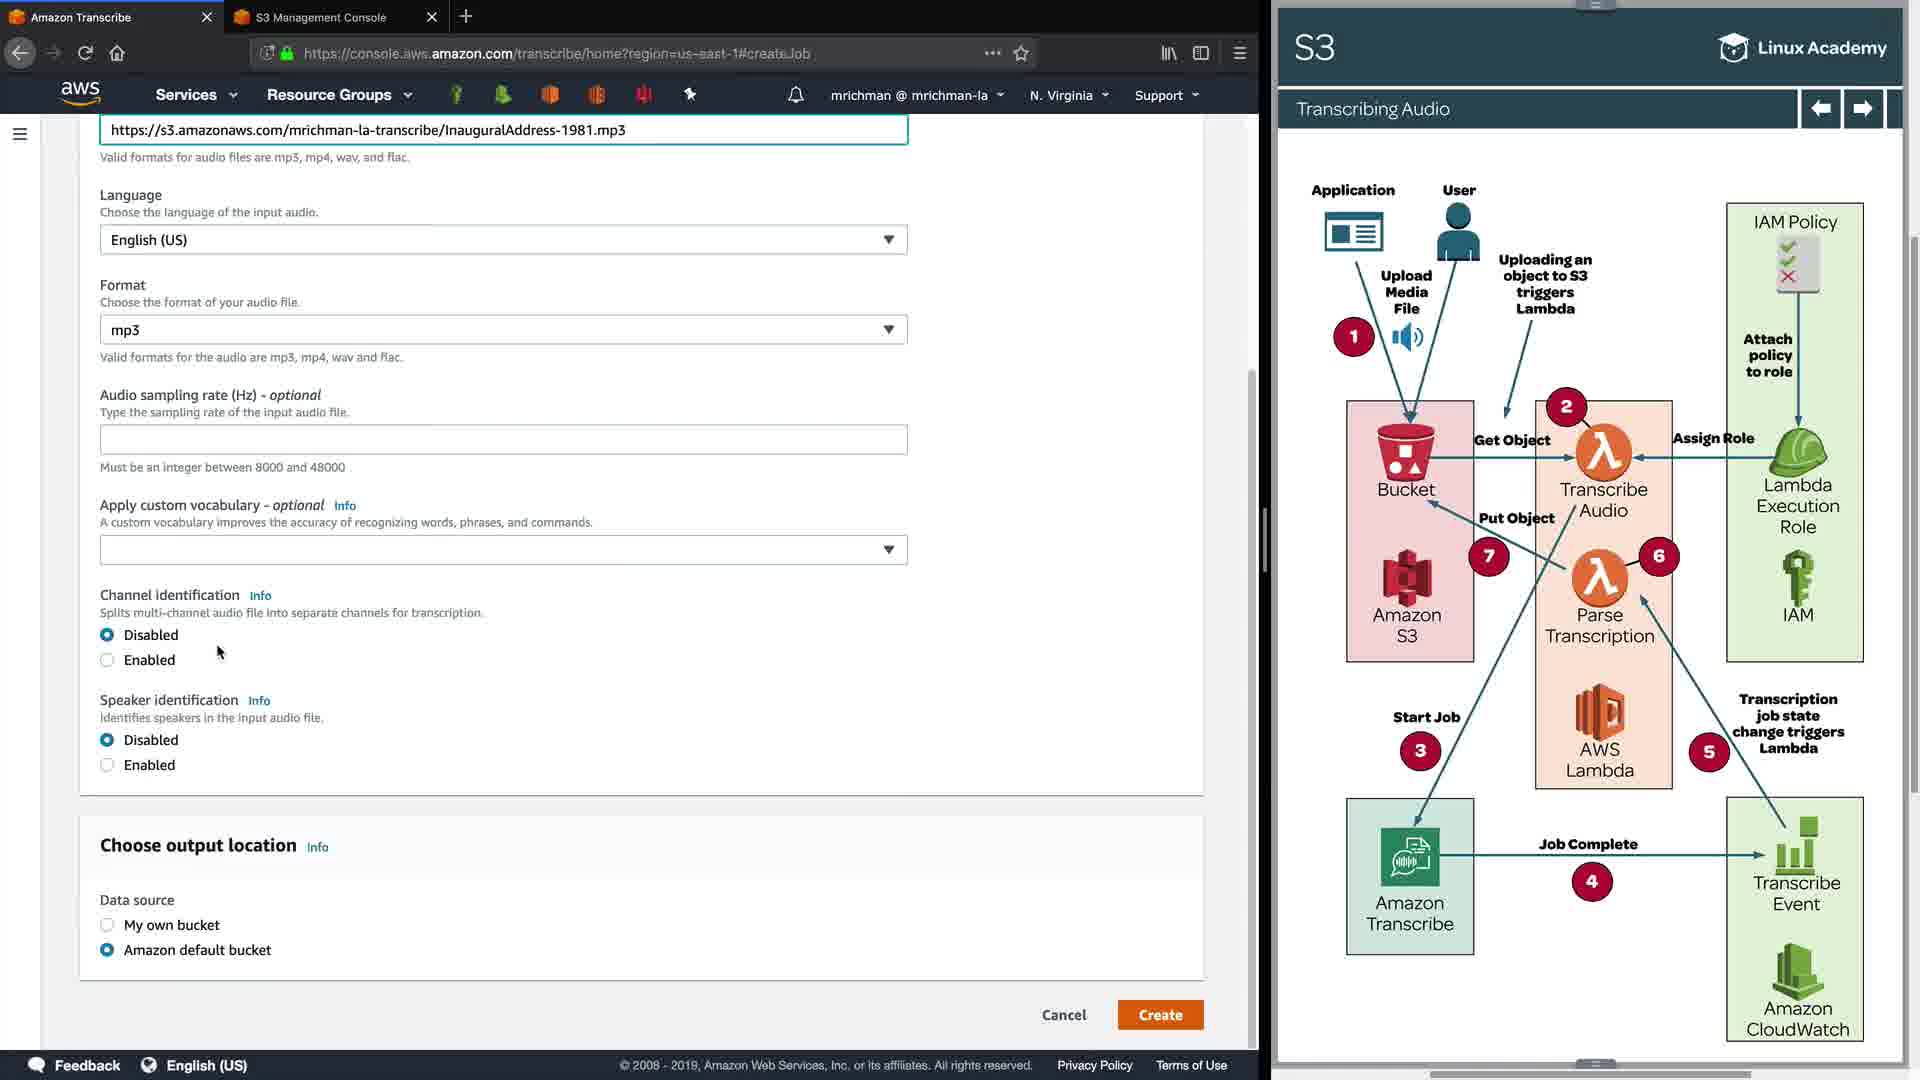 Amazon Transcribe
S3 Management Console
https://console.aws.amazon.com/transcribe/home?region=us-east-1#createJob
aws
Services
Resource Groups
mrichman @ mrichman-la
N. Virginia
Support
https://s3.amazonaws.com/mrichman-la-transcribe/InauguralAddress-1981.mp3
Valid formats for audio files are mp3, mp4, wav, and flac.
Language
Choose the language of the input audio.
English (US)
Format
Choose the format of your audio file.
mp3
Valid formats for the audio are mp3, mp4, wav and flac.
Audio sampling rate (Hz) - optional
Type the sampling rate of the input audio file.
Must be an integer between 8000 and 48000
Apply custom vocabulary - optional Info
A custom vocabulary improves the accuracy of recognizing words, phrases, and commands.
Channel identification Info
Splits multi-channel audio file into separate channels for transcription.
Disabled
Enabled
Speaker identification Info
Identifies speakers in the input audio file.
Disabled
Enabled
Choose output location Info
Data source
My own bucket
Amazon default bucket
Cancel
Create
Feedback
English (US)
© 2008 - 2019, Amazon Web Services, Inc. or its affiliates. All rights reserved.
Privacy Policy
Terms of Use
S3
Linux Academy
Transcribing Audio
Application
User
Upload
Media
File
1
Uploading an
object to S3
triggers
Lambda
IAM Policy
Attach
policy
to role
2
Get Object
Assign Role
Bucket
Transcribe
Audio
Lambda
Execution
Role
Put Object
7
6
Amazon
S3
Parse
Transcription
IAM
Start Job
3
AWS
Lambda
5
Transcription
job state
change triggers
Lambda
Job Complete
4
Amazon
Transcribe
Transcribe
Event
Amazon
CloudWatch